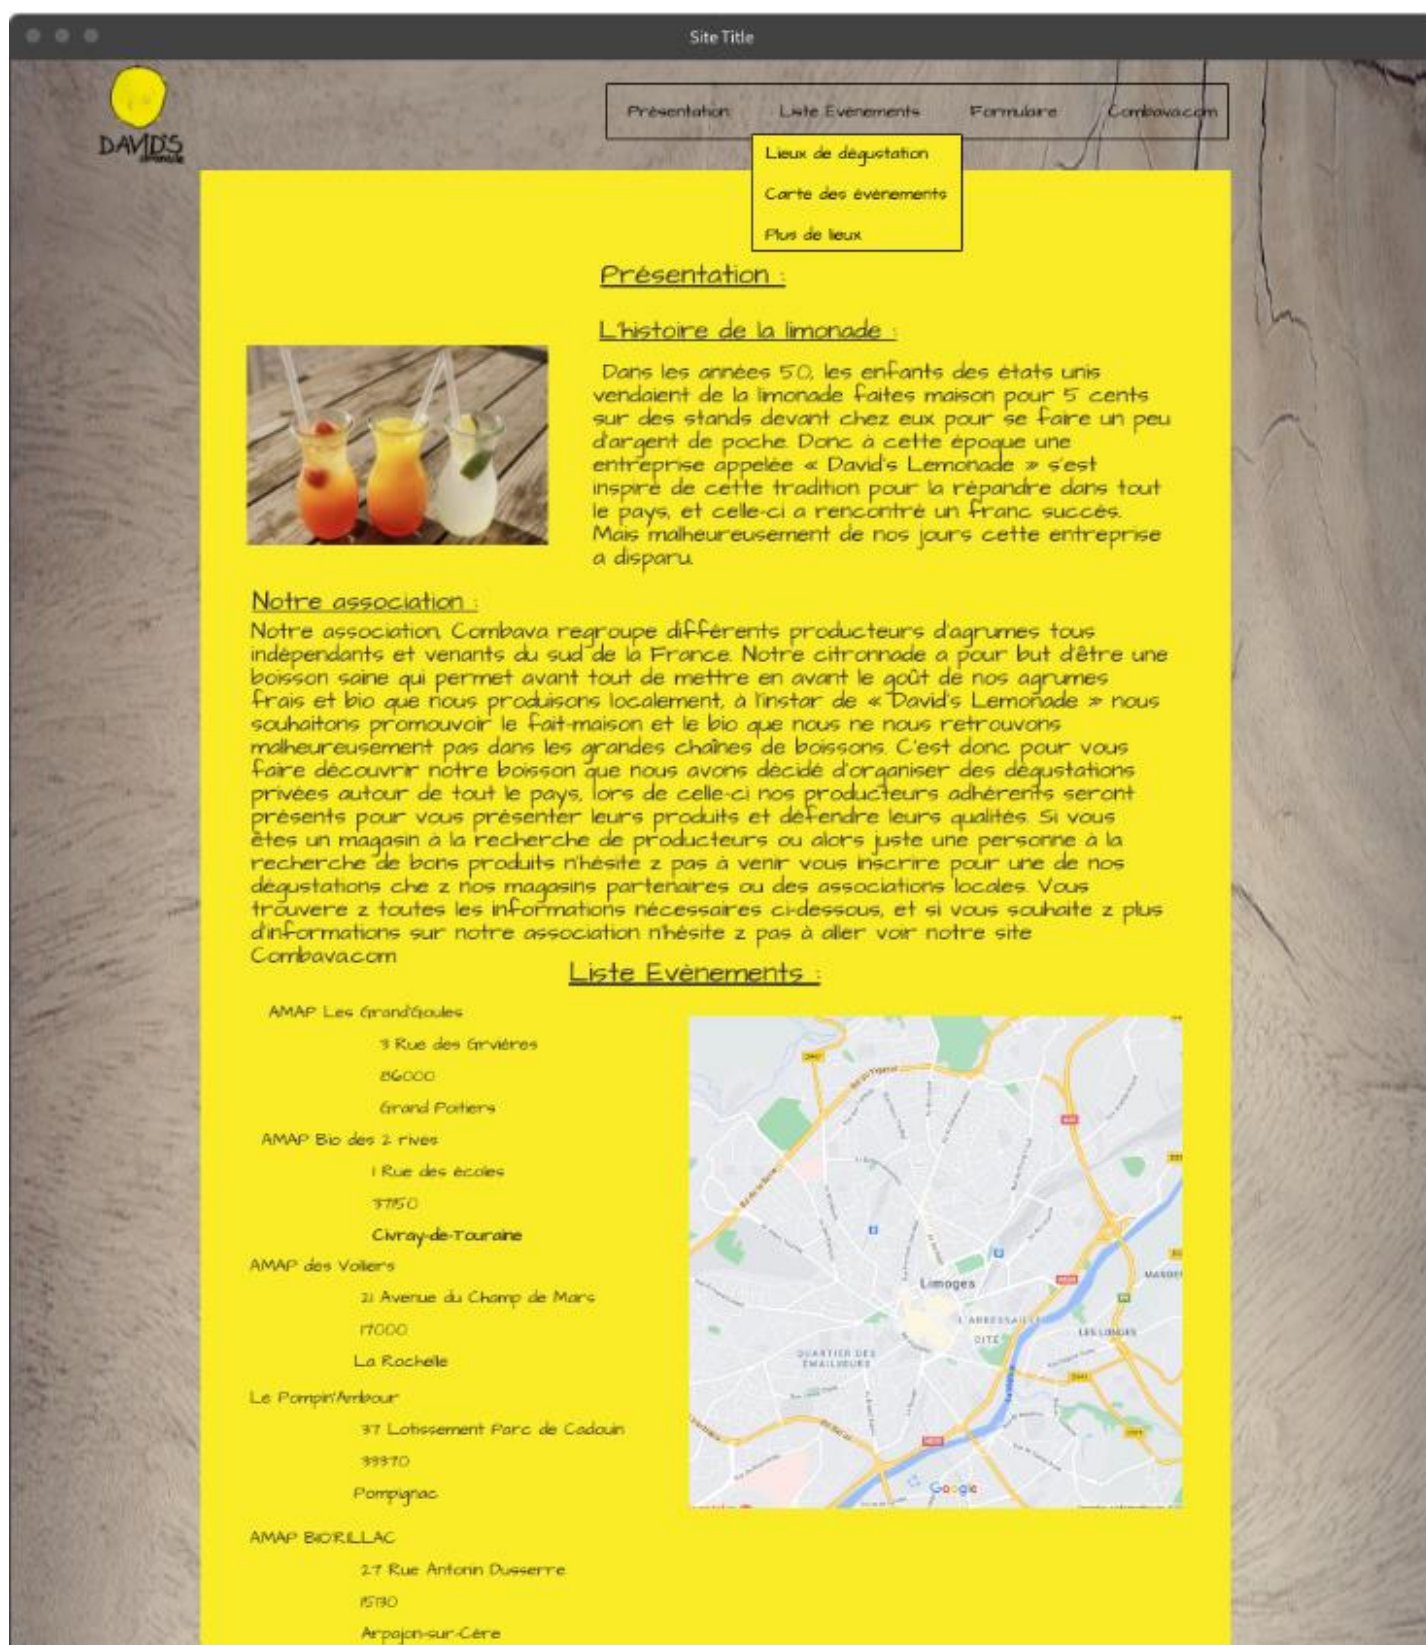 Site Title
DAVID'S
Présentation Liste Evènements Formulaire Combava.com
Lieux de dégustation
Carte des évènements
Plus de lieux
Présentation :
L'histoire de la limonade :
Dans les années 50, les enfants des états unis
vendaient de la limonade faites maison pour 5 cents
sur des stands devant chez eux pour se faire un peu
d'argent de poche. Donc à cette époque une
entreprise appelée « David's Lemonade » s'est
inspiré de cette tradition pour la répandre dans tout
le pays, et celle-ci a rencontré un franc succès.
Mais malheureusement de nos jours cette entreprise
a disparu.
Notre association :
Notre association, Combava regroupe différents producteurs d'agrumes tous
indépendants et venants du sud de la France. Notre citronnade a pour but d'être une
boisson saine qui permet avant tout de mettre en avant le goût de nos agrumes
frais et bio que nous produisons localement, à l'instar de « David's Lemonade » nous
souhaitons promouvoir le fait-maison et le bio que nous ne nous retrouvons
malheureusement pas dans les grandes chaînes de boissons. C'est donc pour vous
faire découvrir notre boisson que nous avons décidé d'organiser des dégustations
privées autour de tout le pays, lors de celle-ci nos producteurs adhérents seront
présents pour vous présenter leurs produits et défendre leurs qualités. Si vous
êtes un magasin à la recherche de producteurs ou alors juste une personne à la
recherche de bons produits n'hésite z pas à venir vous inscrire pour une de nos
dégustations che z nos magasins partenaires ou des associations locales. Vous
trouvere z toutes les informations nécessaires ci-dessous, et si vous souhaite z plus
d'informations sur notre association n'hésite z pas à aller voir notre site
Combava.com
Liste Evènements :
AMAP Les Grand'Goules
3 Rue des Grvières
86000
Grand Poitiers
AMAP Bio des 2 rives
1 Rue des écoles
37150
Civray-de-Touraine
AMAP des Voiliers
21 Avenue du Champ de Mars
17000
La Rochelle
Le Pompin'Ambour
37 Lotissement Parc de Cadouin
33370
Pompignac
AMAP BIO'RILLAC
27 Rue Antonin Dusserre
15130
Arpajon-sur-Cère
Limoges
QUARTIER DES
ÉMAILLEURS
CITÉ
LES LONGES
Google